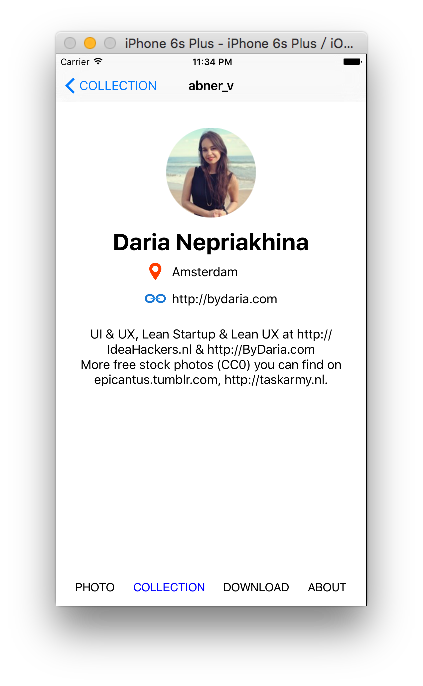 iPhone 6s Plus - iPhone 6s Plus / iO...
Carrier 11:34 PM
COLLECTION abner_v
Daria Nepriakhina
Amsterdam
http://bydaria.com
UI & UX, Lean Startup & Lean UX at http://
IdeaHackers.nl & http://ByDaria.com
More free stock photos (CC0) you can find on
epicantus.tumblr.com, http://taskarmy.nl.
PHOTO COLLECTION DOWNLOAD ABOUT